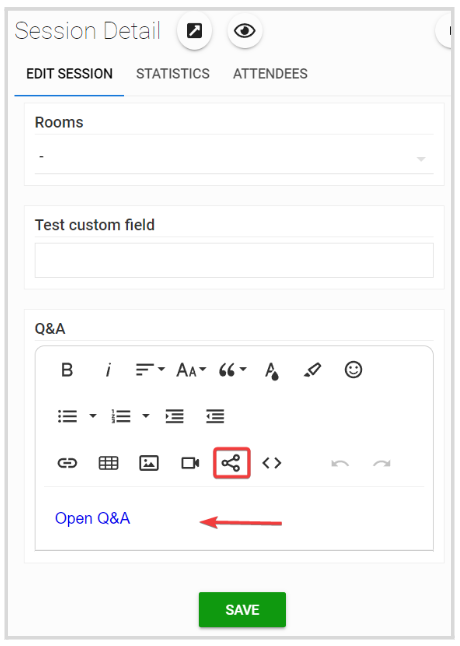 Session Detail
EDIT SESSION STATISTICS ATTENDEES
Rooms
-
Test custom field
Q&A
B i AA
Open Q&A
SAVE